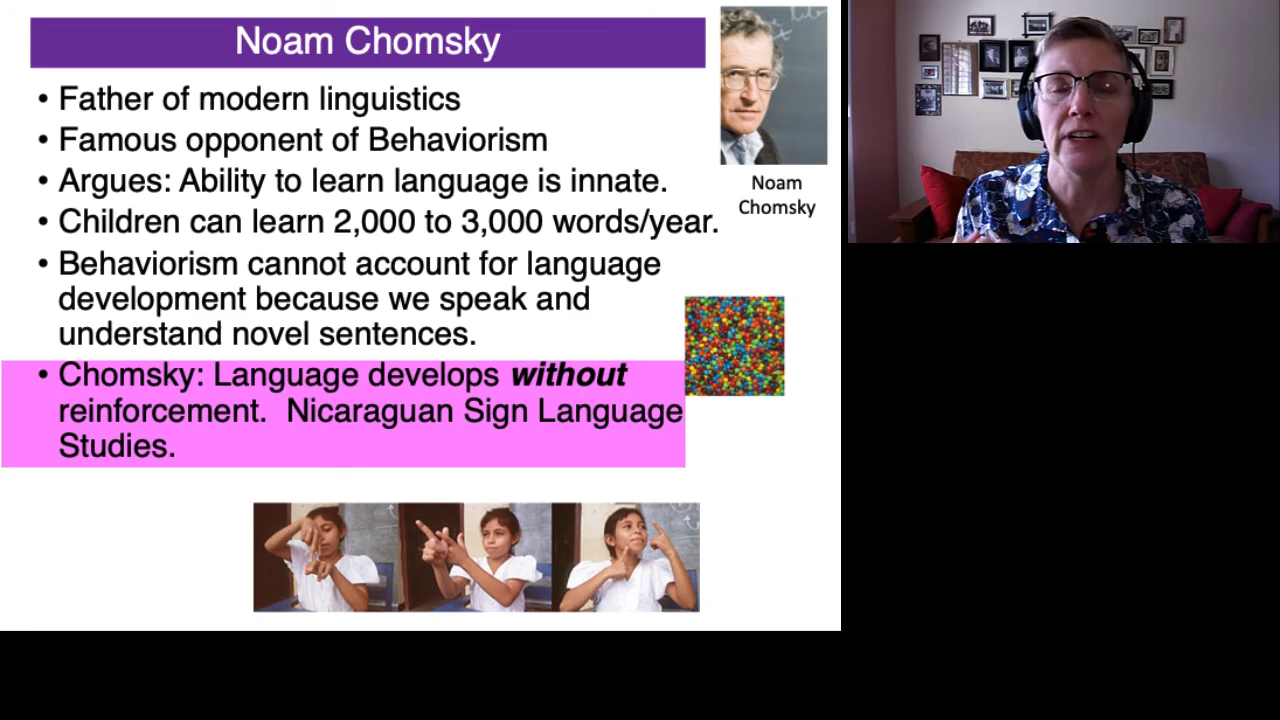 Noam Chomsky
• Father of modern linguistics
• Famous opponent of Behaviorism
• Argues: Ability to learn language is innate.
• Children can learn 2,000 to 3,000 words/year.
• Behaviorism cannot account for language
development because we speak and
understand novel sentences.
• Chomsky: Language develops without
reinforcement.  Nicaraguan Sign Language
Studies.
Noam
Chomsky